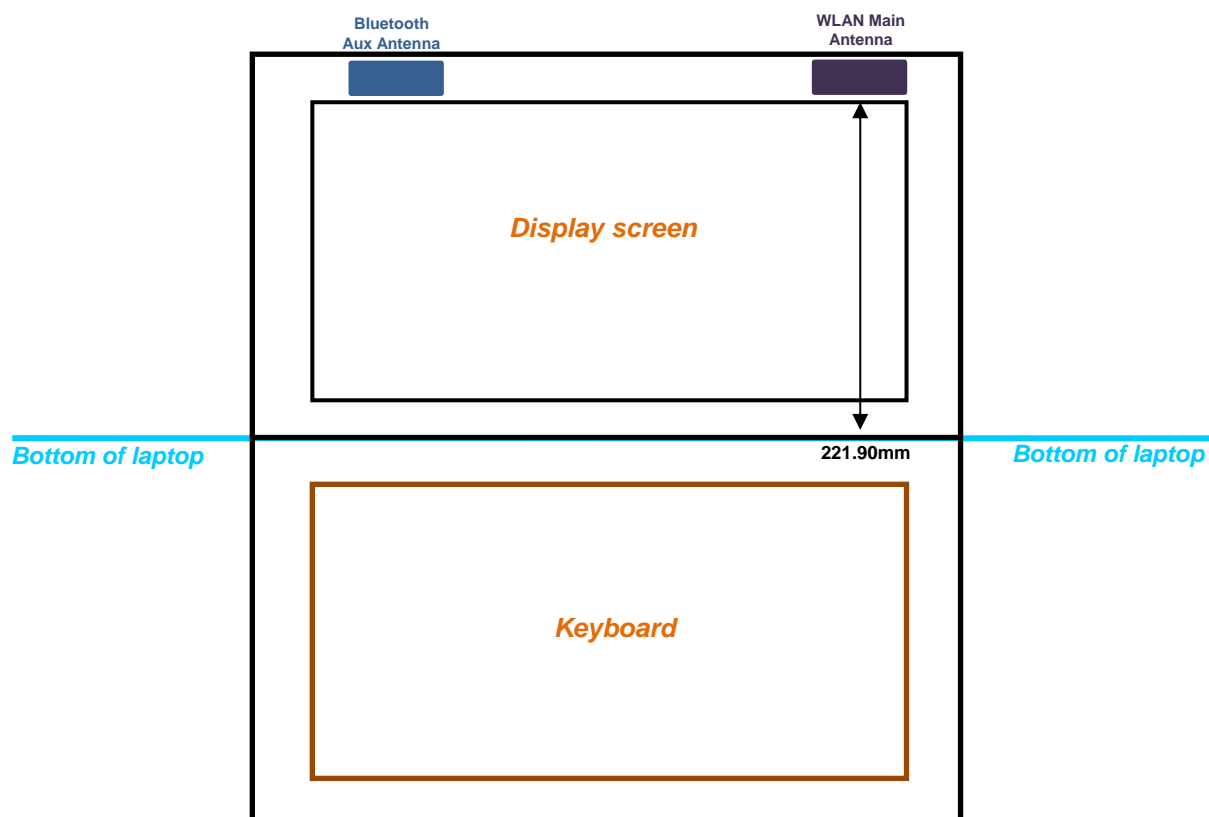 Bluetooth
Aux Antenna
WLAN Main
Antenna
Display screen
Bottom of laptop
221.90mm
Bottom of laptop
Keyboard